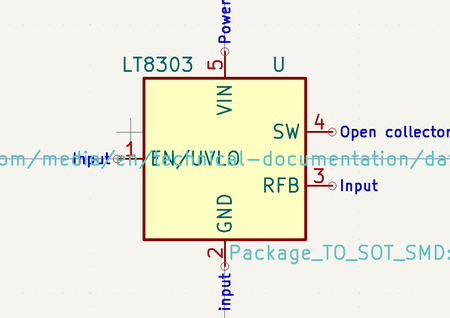 Power
LT8303 U
5
VIN
SW 4 Open collector
om/media/en/technical-documentation/da
Input 1 EN/UVLO
RFB 3 Input
GND
2
Package_TO_SOT_SMD:
input